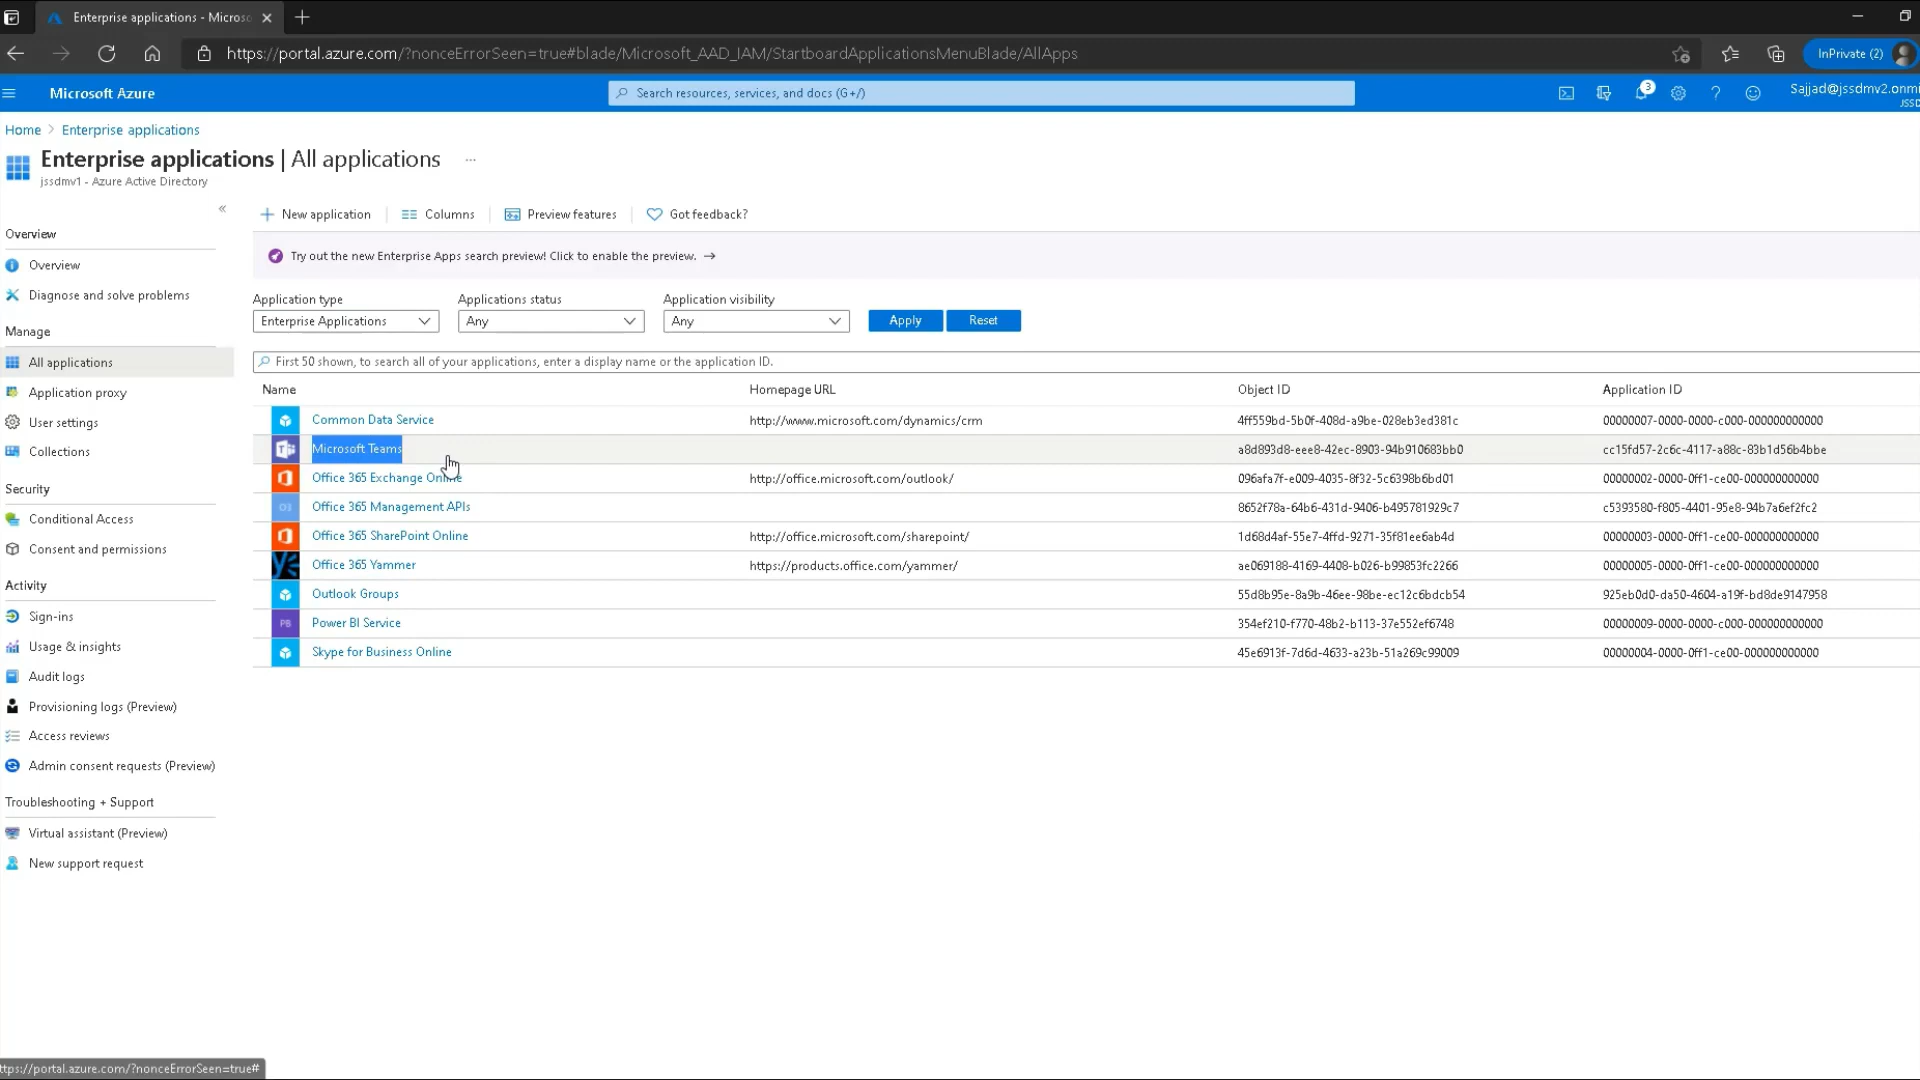 Enterprise applications - Microso
https://portal.azure.com/?nonceErrorSeen=true#blade/Microsoft_AAD_IAM/StartboardApplicationsMenuBlade/AllApps
InPrivate (2)
Microsoft Azure
Search resources, services, and docs (G+/)
3
Sajjad@jssdmv2.onmi
JSSD
Home > Enterprise applications
Enterprise applications | All applications ...
jssdmv1 - Azure Active Directory
«
New application
Columns
Preview features
Got feedback?
Overview
Overview
Diagnose and solve problems
Manage
All applications
Application proxy
User settings
Collections
Security
Conditional Access
Consent and permissions
Activity
Sign-ins
Usage & insights
Audit logs
Provisioning logs (Preview)
Access reviews
Admin consent requests (Preview)
Troubleshooting + Support
Virtual assistant (Preview)
New support request
Try out the new Enterprise Apps search preview! Click to enable the preview. →
Application type
Applications status
Application visibility
Enterprise Applications
Any
Any
Apply
Reset
First 50 shown, to search all of your applications, enter a display name or the application ID.
Name Homepage URL Object ID Application ID
Common Data Service http://www.microsoft.com/dynamics/crm 4ff559bd-5b0f-408d-a9be-028eb3ed381c 00000007-0000-0000-c000-000000000000
Microsoft Teams a8d893d8-eee8-42ec-8903-94b910683bb0 cc15fd57-2c6c-4117-a88c-83b1d56b4bbe
Office 365 Exchange Online http://office.microsoft.com/outlook/ 096afa7f-e009-4035-8f32-5c6398b6bd01 00000002-0000-0ff1-ce00-000000000000
O3 Office 365 Management APIs 8652f78a-64b6-431d-9406-b495781929c7 c5393580-f805-4401-95e8-94b7a6ef2fc2
Office 365 SharePoint Online http://office.microsoft.com/sharepoint/ 1d68d4af-55e7-4ffd-9271-35f81ee6ab4d 00000003-0000-0ff1-ce00-000000000000
Office 365 Yammer https://products.office.com/yammer/ ae069188-4169-4408-b026-b99853fc2266 00000005-0000-0ff1-ce00-000000000000
Outlook Groups 55d8b95e-8a9b-46ee-98be-ec12c6bdcb54 925eb0d0-da50-4604-a19f-bd8de9147958
PB Power BI Service 354ef210-f770-48b2-b113-37e552ef6748 00000009-0000-0000-c000-000000000000
Skype for Business Online 45e6913f-7d6d-4633-a23b-51a269c99009 00000004-0000-0ff1-ce00-000000000000
ttps://portal.azure.com/?nonceErrorSeen=true#